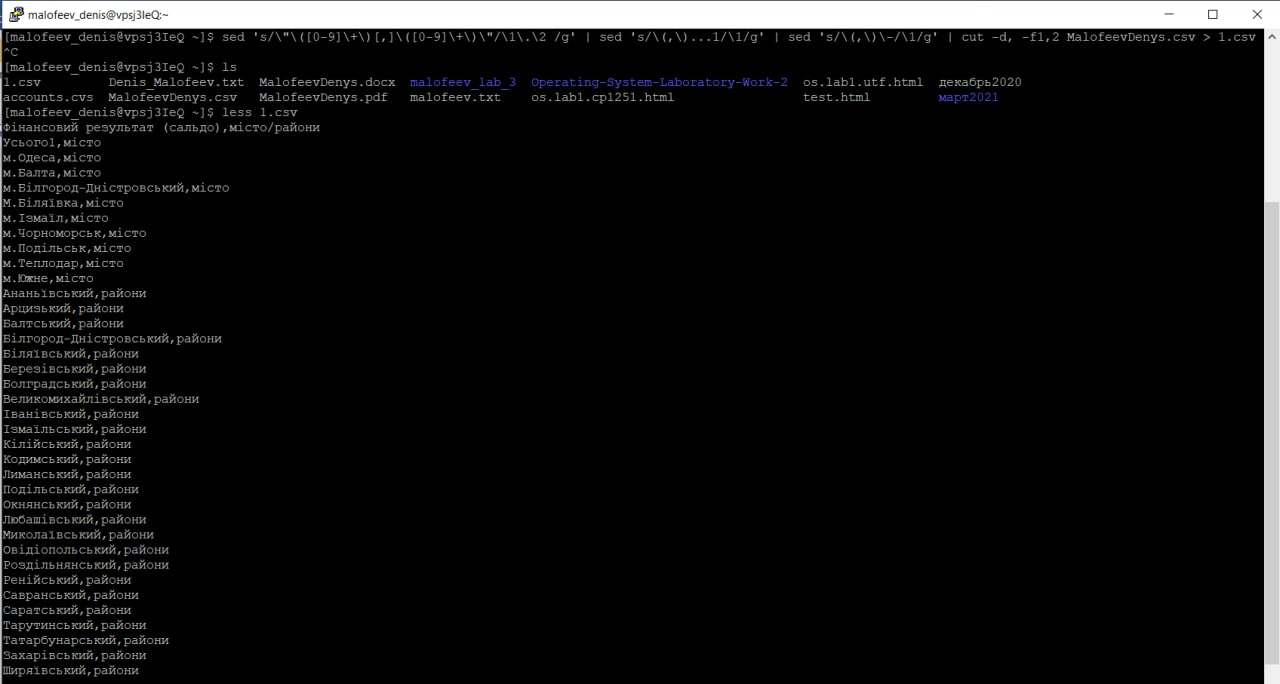 malofeev_denis@vpsj3IeQ:~
[malofeev_denis@vpsj3IeQ ~]$ sed 's/\"\([0-9]\+\)[,]\([0-9]\+\)\"/\1\.\2 /g' | sed 's/\(,\)...1/\1/g' | sed 's/\(,\)\-/\1/g' | cut -d, -f1,2 MalofeevDenys.csv > 1.csv
^C
[malofeev_denis@vpsj3IeQ ~]$ ls
1.csv Denis_Malofeev.txt MalofeevDenys.docx malofeev_lab_3 Operating-System-Laboratory-Work-2 os.lab1.utf.html декабрь2020
accounts.cvs MalofeevDenys.csv MalofeevDenys.pdf malofeev.txt os.lab1.cp1251.html test.html март2021
[malofeev_denis@vpsj3IeQ ~]$ less 1.csv
Фінансовий результат (сальдо),місто/райони
Усього1,місто
м.Одеса,місто
м.Балта,місто
м.Білгород-Дністровський,місто
М.Біляївка,місто
м.Ізмаїл,місто
м.Чорноморськ,місто
м.Подільськ,місто
м.Теплодар,місто
м.Южне,місто
Ананьївський,райони
Арцизький,райони
Балтський,райони
Білгород-Дністровський,райони
Біляївський,райони
Березівський,райони
Болградський,райони
Великомихайлівський,райони
Іванівський,райони
Ізмаїльський,райони
Кілійський,райони
Кодимський,райони
Лиманський,райони
Подільський,райони
Окнянський,райони
Любашівський,райони
Миколаївський,райони
Овідіопольський,райони
Роздільнянський,райони
Ренійський,райони
Савранський,райони
Саратський,райони
Тарутинський,райони
Татарбунарський,райони
Захарівський,райони
Ширяївський,райони